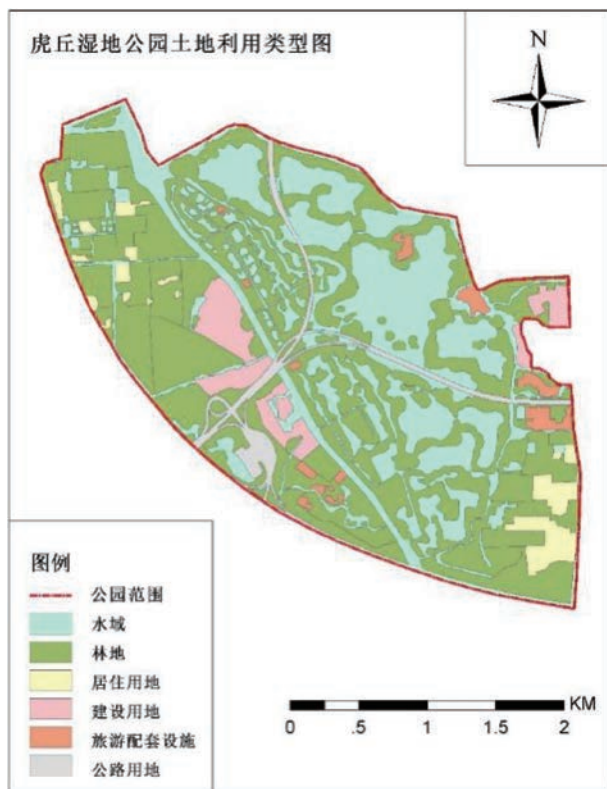 虎丘湿地公园土地利用类型图
N
图例
公园范围
水域
林地
居住用地
建设用地
旅游配套设施
公路用地
KM
0 .5 1 1.5 2